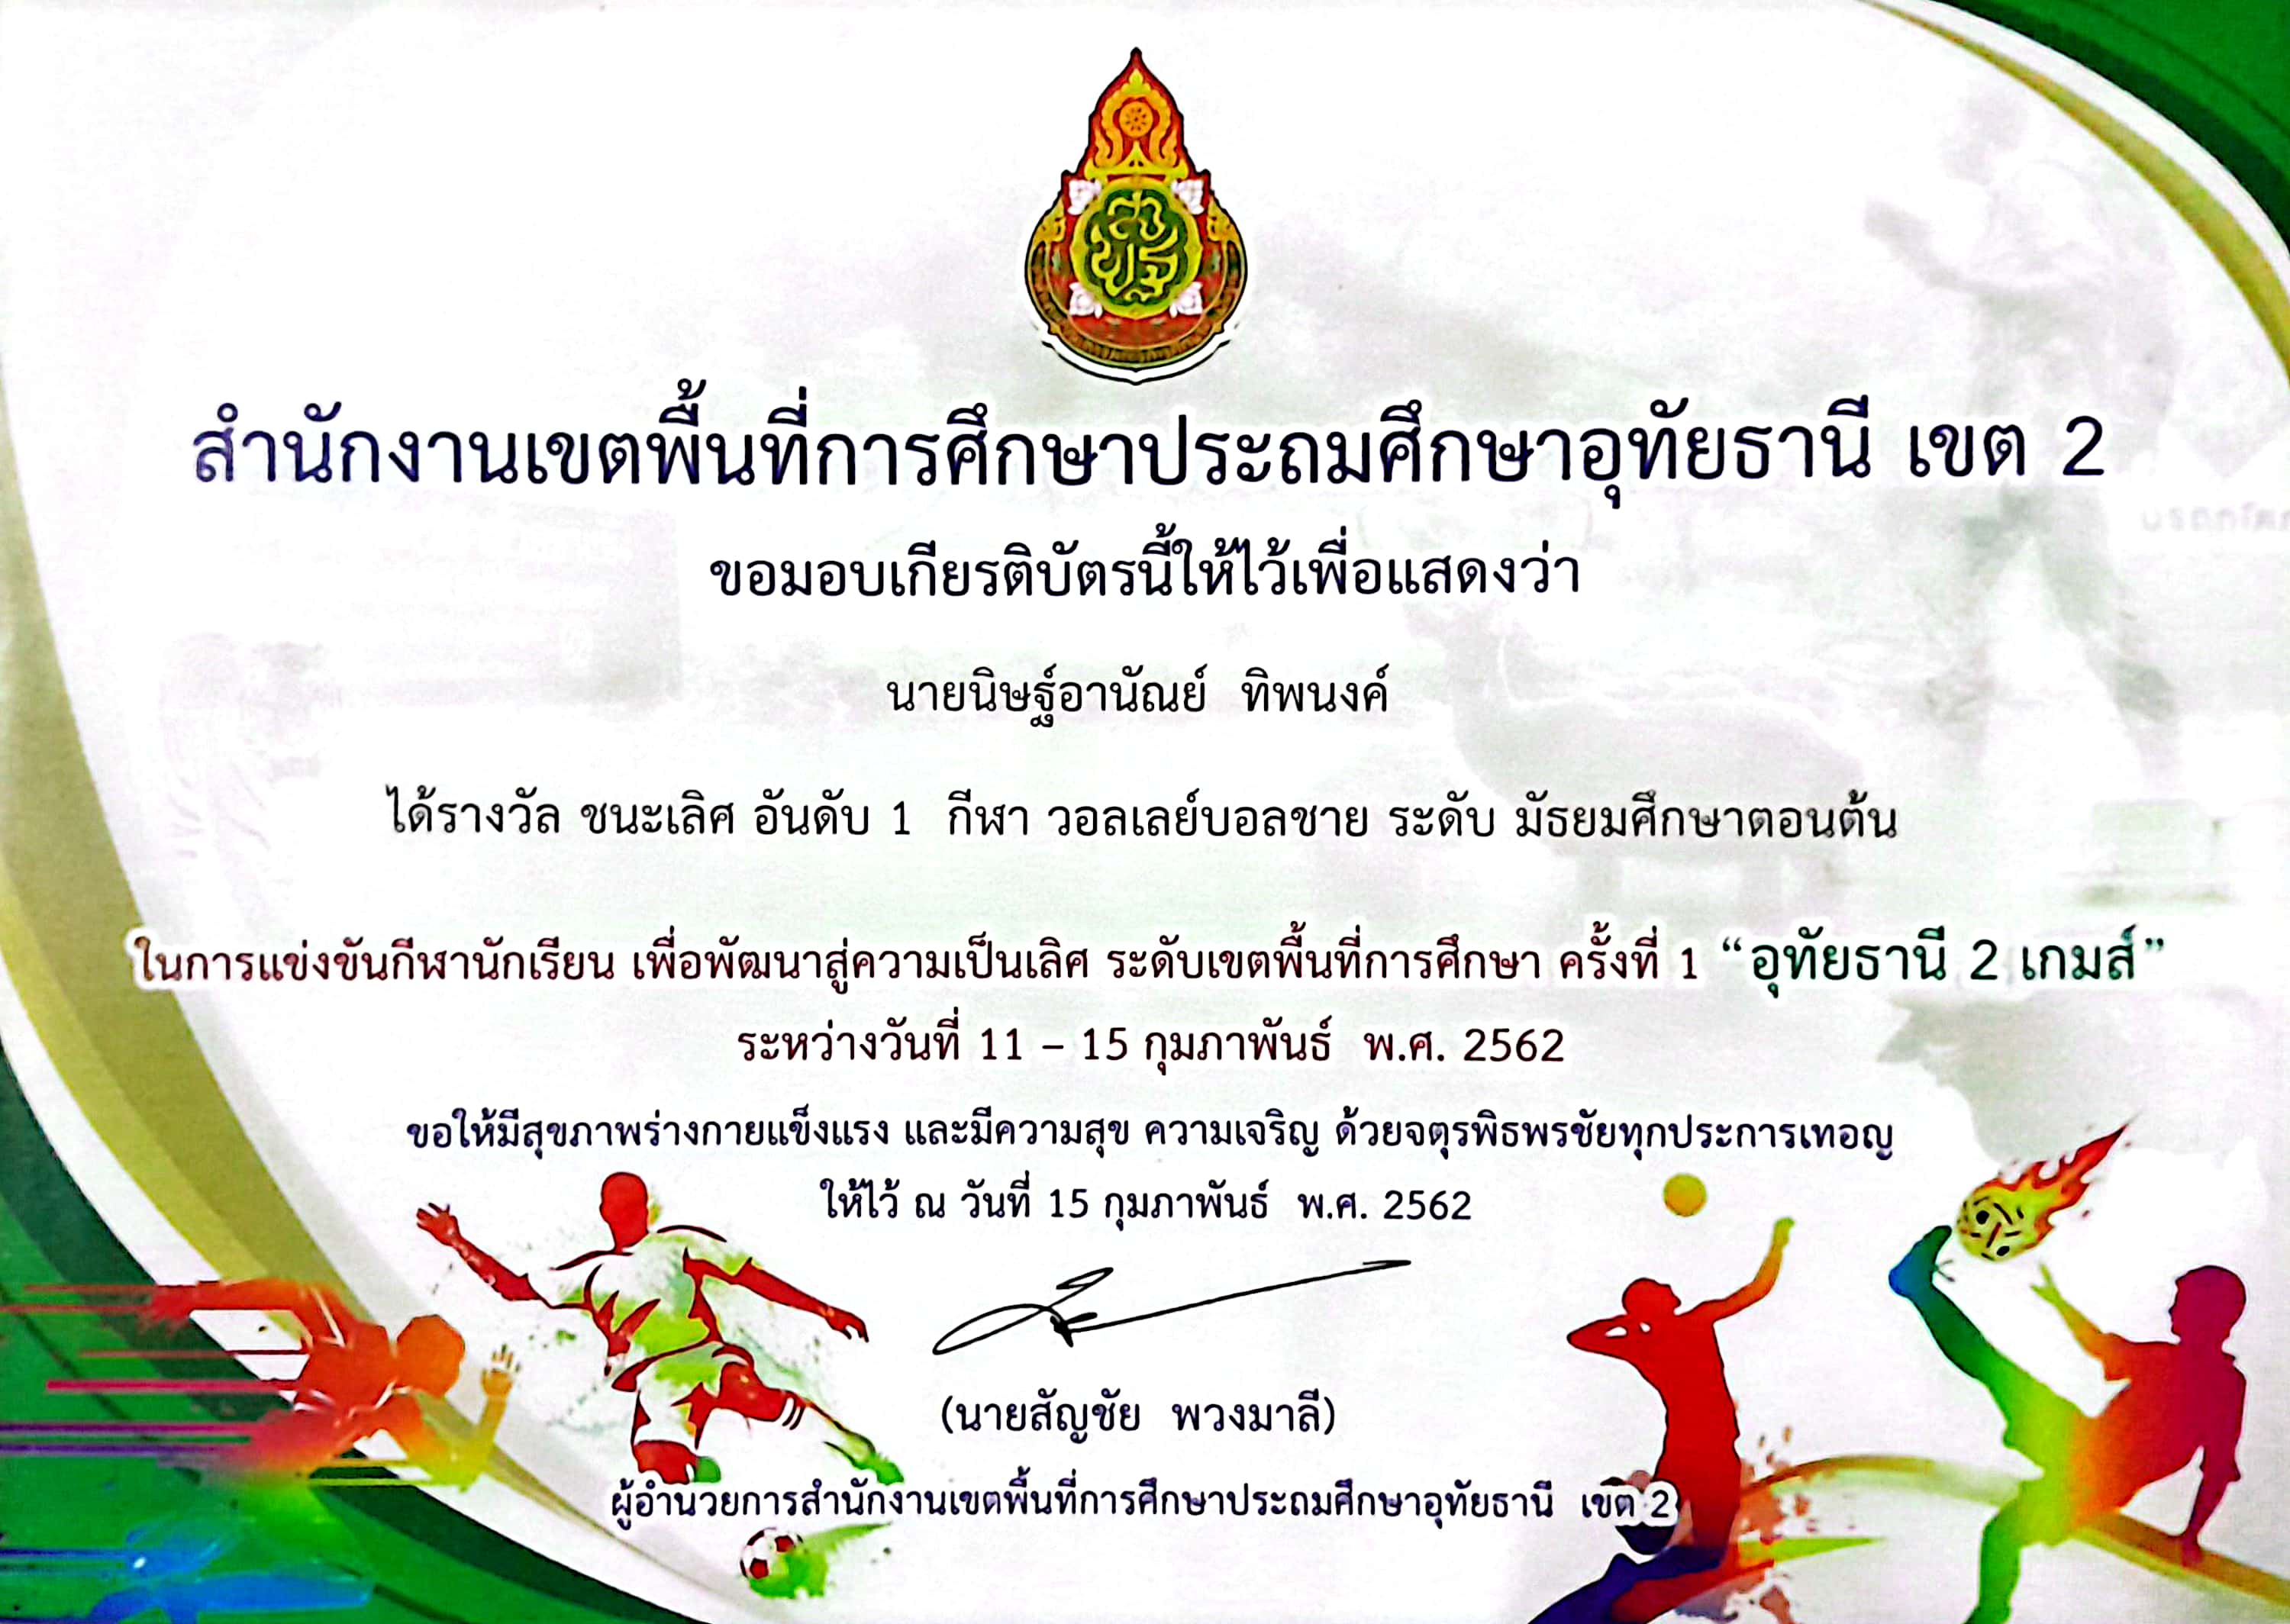 สพฐ
สำนักงานเขตพื้นที่การศึกษาประถมศึกษาอุทัยธานี เขต 2
ขอมอบเกียรติบัตรนี้ให้ไว้เพื่อแสดงว่า
นายนิษฐ์อานัณย์ ทิพนงค์
ได้รางวัล ชนะเลิศ อันดับ 1 กีฬา วอลเลย์บอลชาย ระดับ มัธยมศึกษาตอนต้น
ในการแข่งขันกีฬานักเรียน เพื่อพัฒนาสู่ความเป็นเลิศ ระดับเขตพื้นที่การศึกษา ครั้งที่ 1 “อุทัยธานี 2 เกมส์”
ระหว่างวันที่ 11 – 15 กุมภาพันธ์ พ.ศ. 2562
ขอให้มีสุขภาพร่างกายแข็งแรง และมีความสุข ความเจริญ ด้วยจตุรพิธพรชัยทุกประการเทอญ
ให้ไว้ ณ วันที่ 15 กุมภาพันธ์ พ.ศ. 2562
(นายสัญชัย พวงมาลี)
ผู้อำนวยการสำนักงานเขตพื้นที่การศึกษาประถมศึกษาอุทัยธานี เขต 2